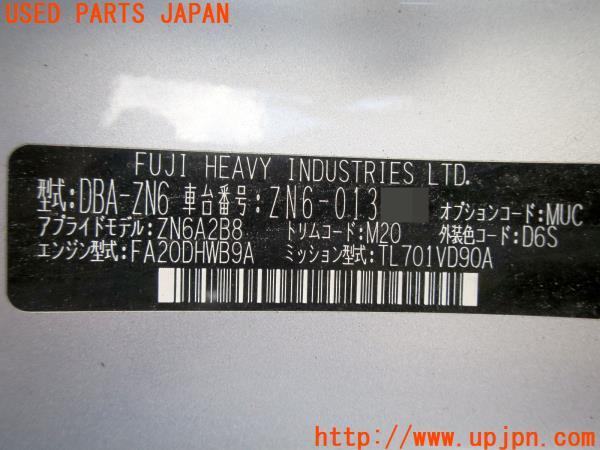 USED PARTS JAPAN
FUJI HEAVY INDUSTRIES LTD.
型式:DBA-ZN6 車台番号:ZN6-013 オプションコード:MUC
アプライドモデル:ZN6A2B8 トリムコード:M20 外装色コード:D6S
エンジン型式:FA20DHWB9A ミッション型式:TL701VD90A
http://www.upjpn.com/